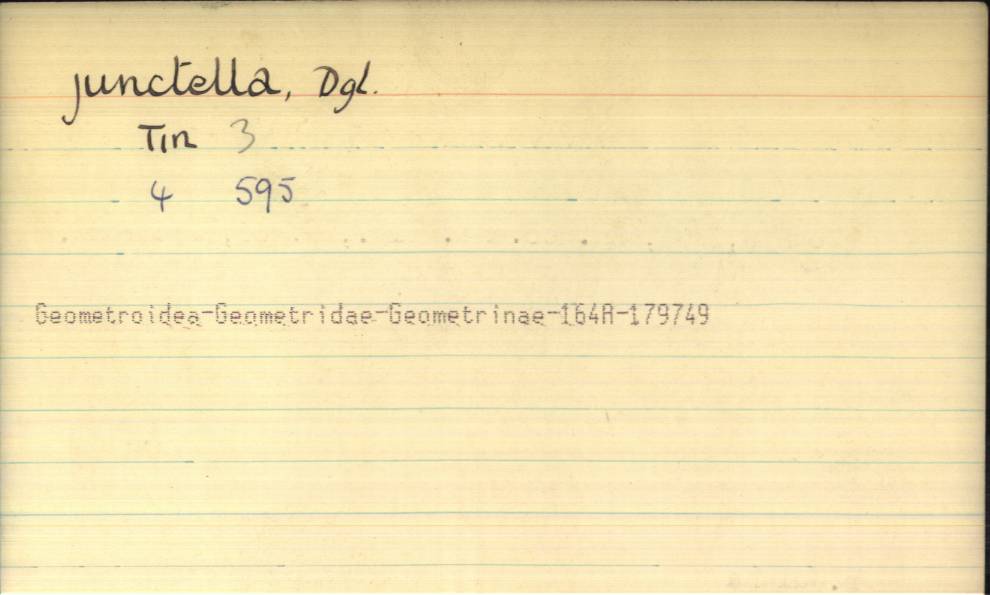 junctella, Dgl.
Tin 3
4 595
Geometroidea-Geometridae-Geometrinae-164A-179749